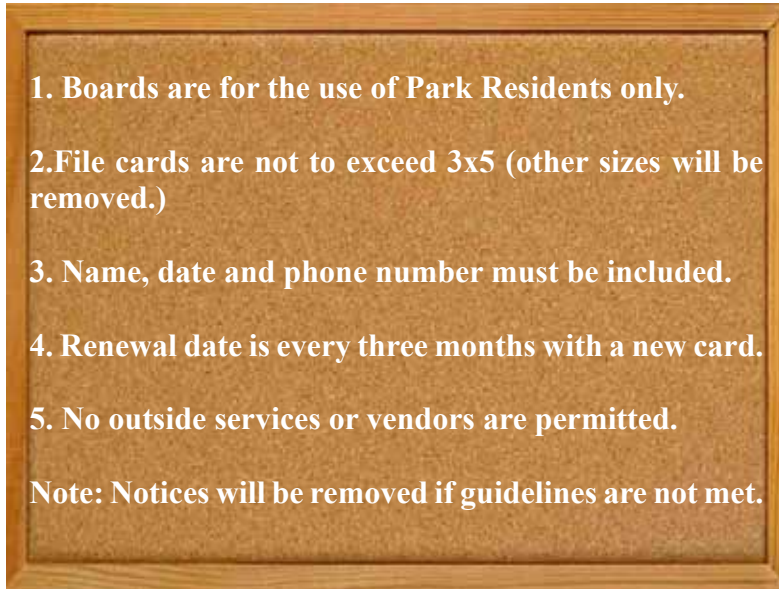 1. Boards are for the use of Park Residents only.
2.File cards are not to exceed 3x5 (other sizes will be
removed.)
3. Name, date and phone number must be included.
4. Renewal date is every three months with a new card.
5. No outside services or vendors are permitted.
Note: Notices will be removed if guidelines are not met.